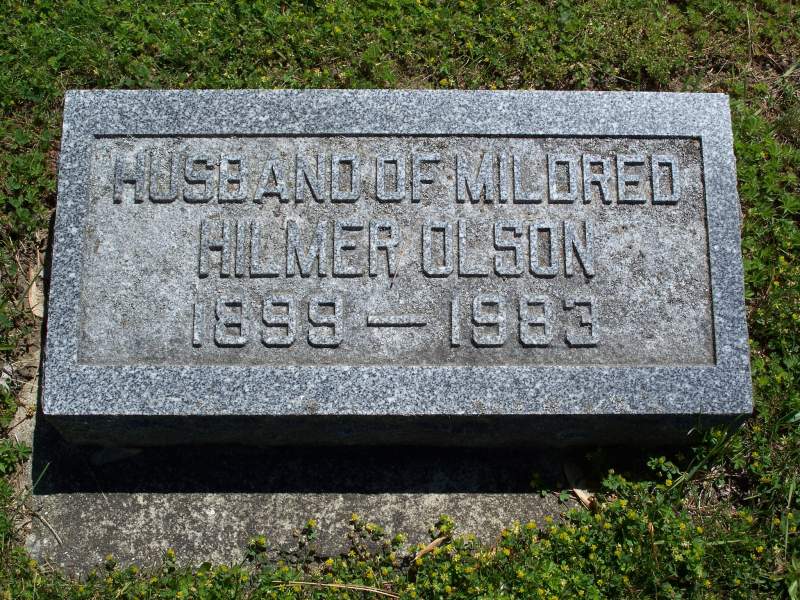 HUSBAND OF MILDRED
HILMER OLSON
1899 — 1983